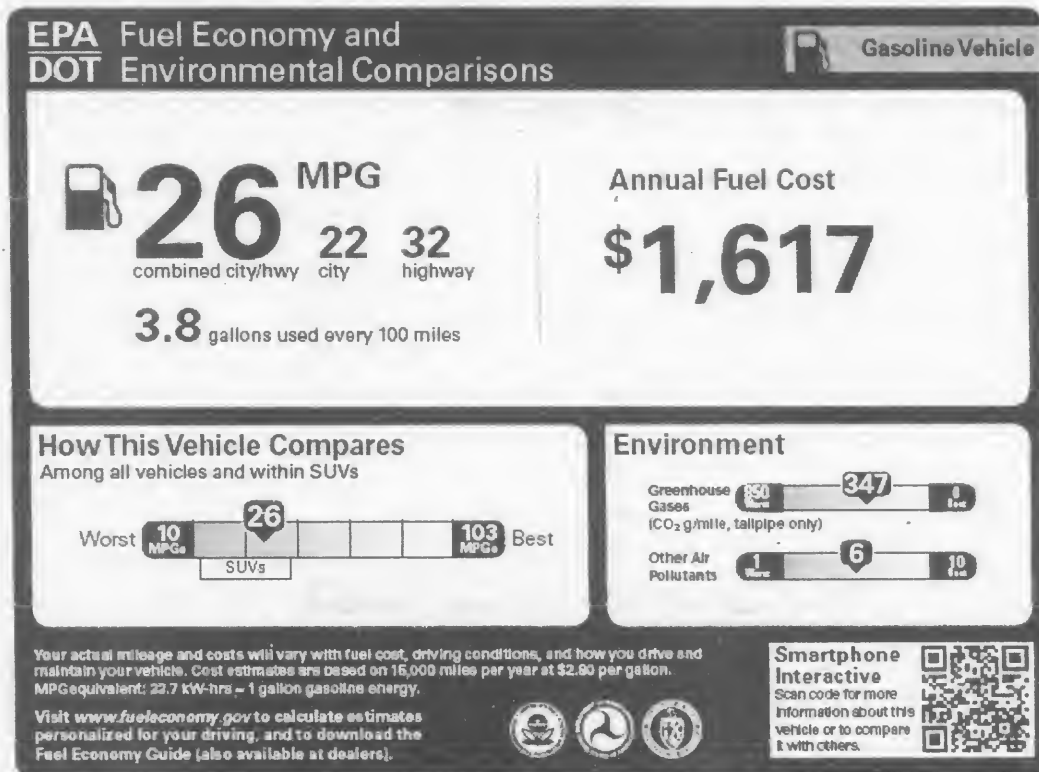 EPA Fuel Economy and
DOT Environmental Comparisons
Gasoline Vehicle
26 MPG
combined city/hwy
22 city
32 highway
3.8 gallons used every 100 miles
Annual Fuel Cost
$1,617
How This Vehicle Compares
Among all vehicles and within SUVs
Worst 10 MPGe 26 103 MPGe Best
SUVs
Environment
Greenhouse
Gases
(CO₂ g/mile, tailpipe only)
347
Other Air
Pollutants
1 Worst 6 10 Best
Your actual mileage and costs will vary with fuel cost, driving conditions, and how you drive and
maintain your vehicle. Cost estimates are based on 15,000 miles per year at $2.80 per gallon.
MPGequivalent: 33.7 kW-hrs = 1 gallon gasoline energy.
Visit www.fueleconomy.gov to calculate estimates
personalized for your driving, and to download the
Fuel Economy Guide (also available at dealers).
Smartphone
Interactive
Scan code for more
information about this
vehicle or to compare
it with others.